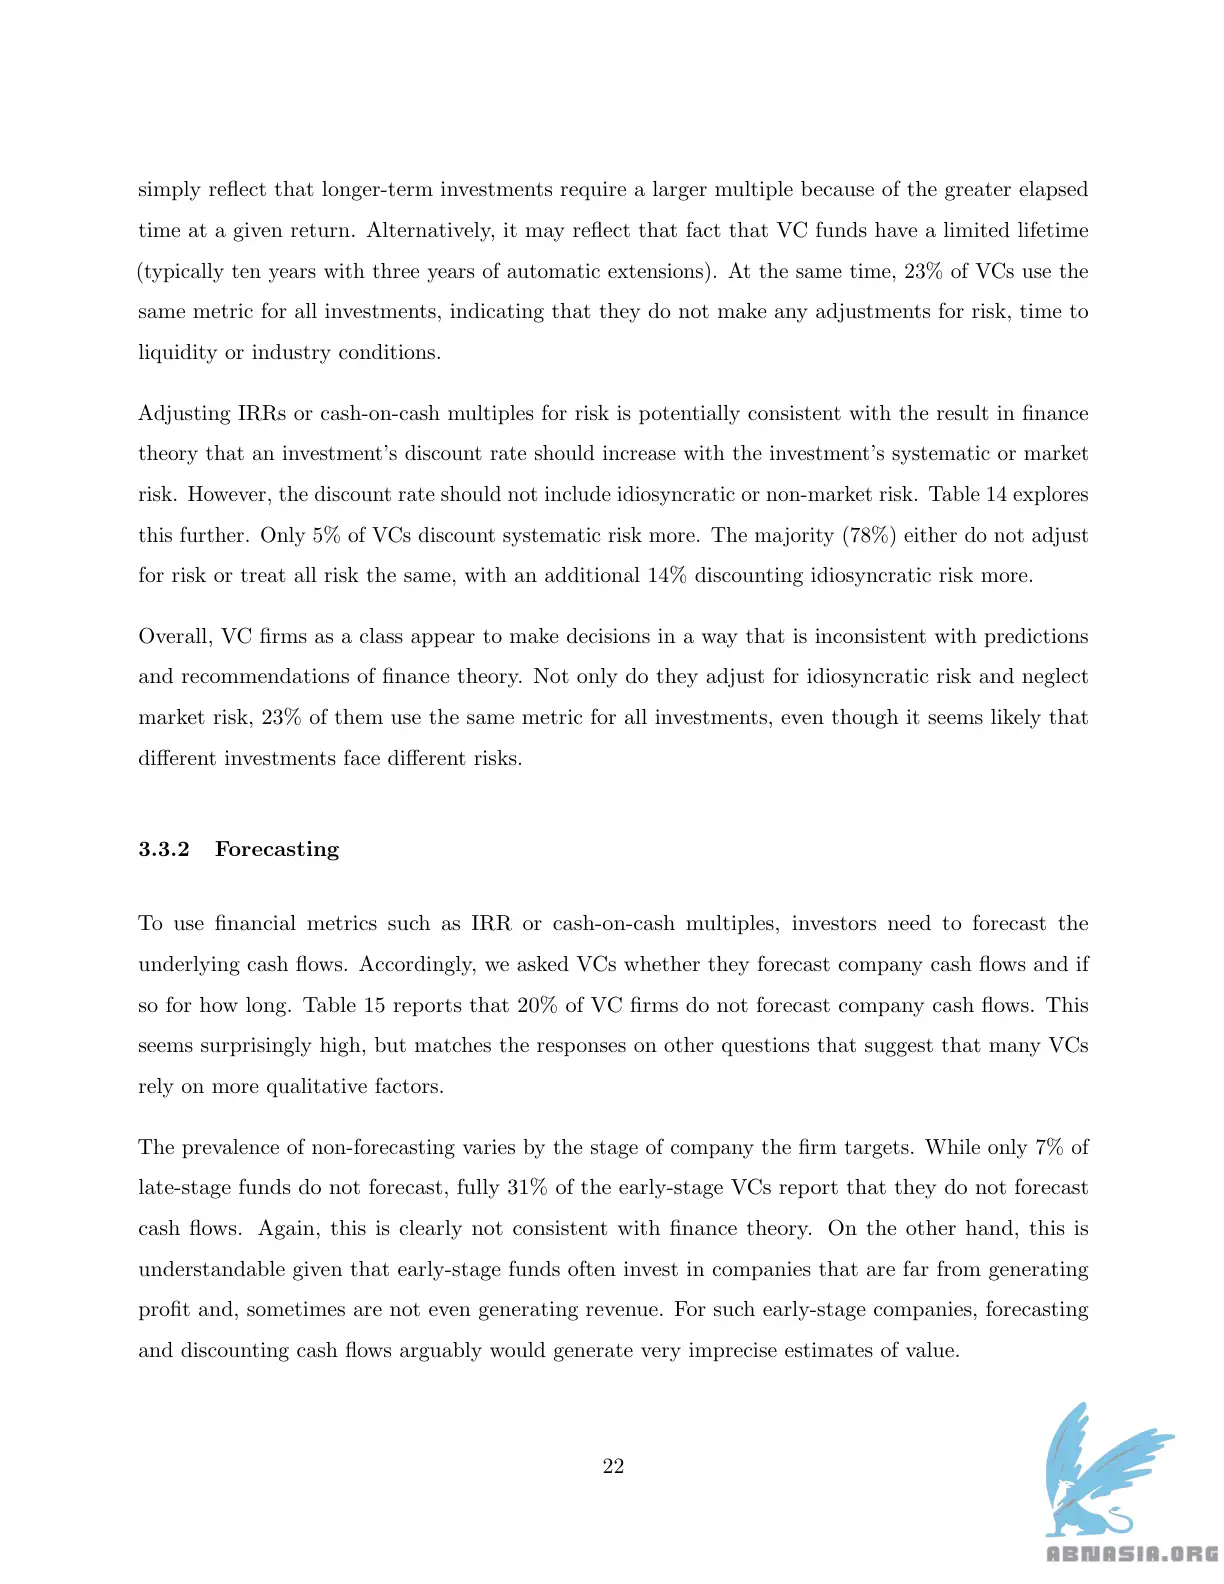 simply reflect that longer-term investments require a larger multiple because of the greater elapsed
time at a given return. Alternatively, it may reflect that fact that VC funds have a limited lifetime
(typically ten years with three years of automatic extensions). At the same time, 23% of VCs use the
same metric for all investments, indicating that they do not make any adjustments for risk, time to
liquidity or industry conditions.
Adjusting IRRs or cash-on-cash multiples for risk is potentially consistent with the result in finance
theory that an investment's discount rate should increase with the investment's systematic or market
risk. However, the discount rate should not include idiosyncratic or non-market risk. Table 14 explores
this further. Only 5% of VCs discount systematic risk more. The majority (78%) either do not adjust
for risk or treat all risk the same, with an additional 14% discounting idiosyncratic risk more.
Overall, VC firms as a class appear to make decisions in a way that is inconsistent with predictions
and recommendations of finance theory. Not only do they adjust for idiosyncratic risk and neglect
market risk, 23% of them use the same metric for all investments, even though it seems likely that
different investments face different risks.
3.3.2 Forecasting
To use financial metrics such as IRR or cash-on-cash multiples, investors need to forecast the
underlying cash flows. Accordingly, we asked VCs whether they forecast company cash flows and if
so for how long. Table 15 reports that 20% of VC firms do not forecast company cash flows. This
seems surprisingly high, but matches the responses on other questions that suggest that many VCs
rely on more qualitative factors.
The prevalence of non-forecasting varies by the stage of company the firm targets. While only 7% of
late-stage funds do not forecast, fully 31% of the early-stage VCs report that they do not forecast
cash flows. Again, this is clearly not consistent with finance theory. On the other hand, this is
understandable given that early-stage funds often invest in companies that are far from generating
profit and, sometimes are not even generating revenue. For such early-stage companies, forecasting
and discounting cash flows arguably would generate very imprecise estimates of value.
22
ABNASIA.ORG